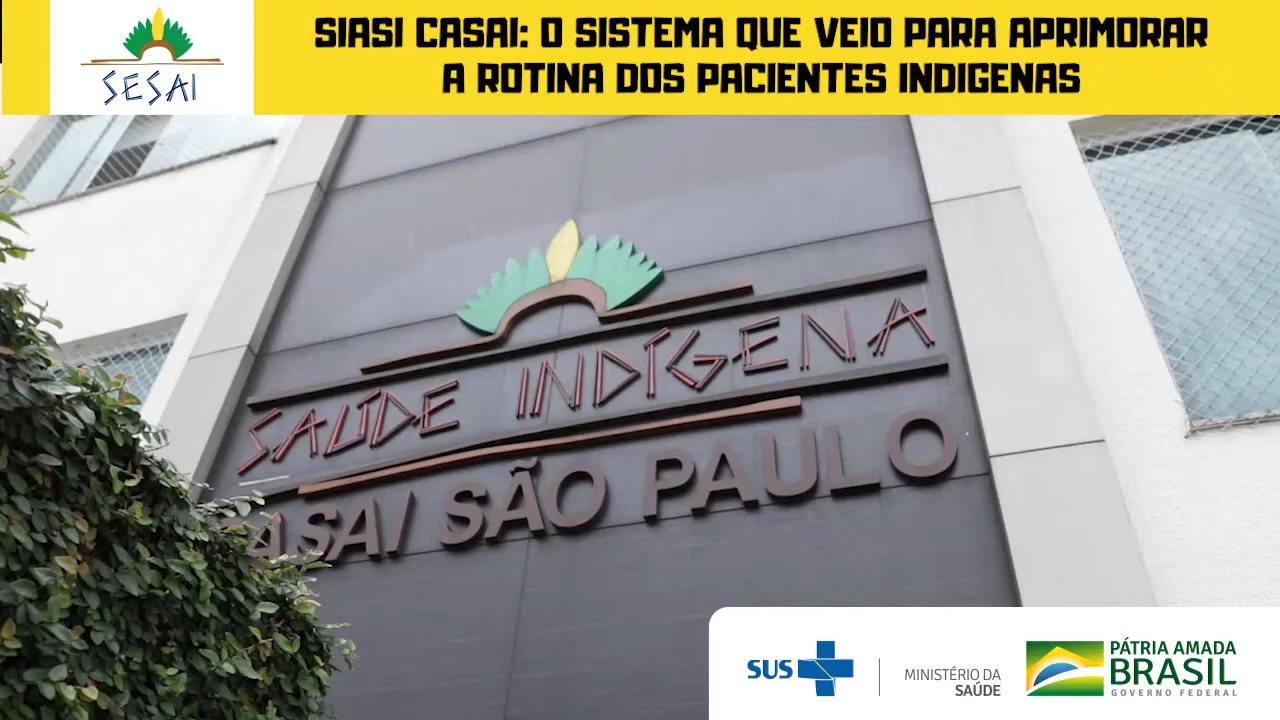 SIASI CASAI: O SISTEMA QUE VEIO PARA APRIMORAR
A ROTINA DOS PACIENTES INDIGENAS
SESAI
SAÚDE INDÍGENA
CASAI SÃO PAULO
SUS
MINISTÉRIO DA
SAÚDE
PÁTRIA AMADA
BRASIL
GOVERNO FEDERAL